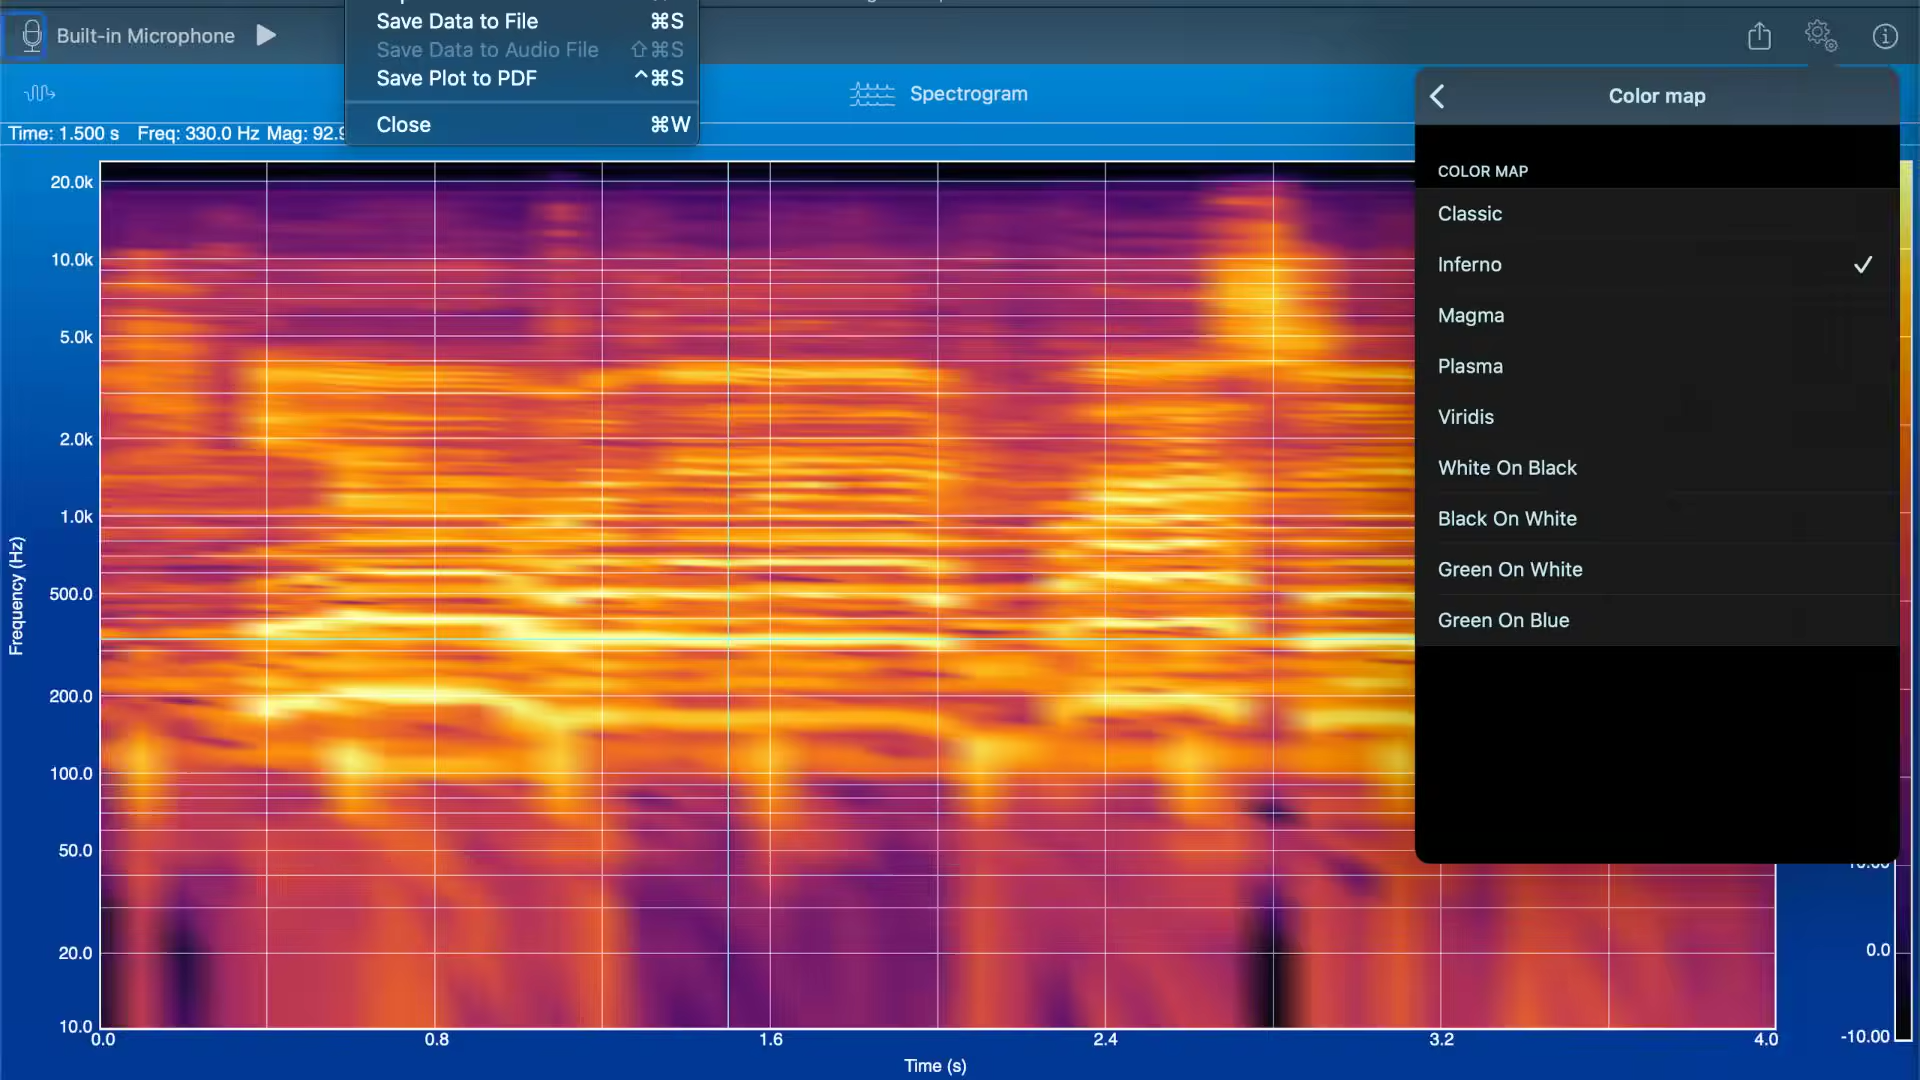 Save Data to File ⌘S
Save Data to Audio File ⇧⌘S
Save Plot to PDF ^⌘S
Close ⌘W
Built-in Microphone
Spectrogram
Time: 1.500 s Freq: 330.0 Hz Mag: 92.9
Color map
COLOR MAP
Classic
Inferno
Magma
Plasma
Viridis
White On Black
Black On White
Green On White
Green On Blue
Frequency (Hz)
20.0k
10.0k
5.0k
2.0k
1.0k
500.0
200.0
100.0
50.0
20.0
10.0
0.0 0.8 1.6 2.4 3.2 4.0
Time (s)
0.0
-10.00